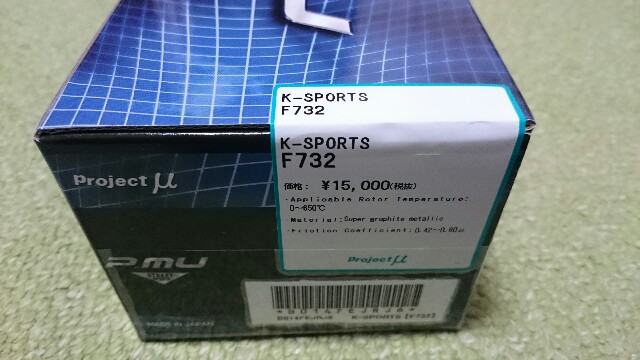 K-SPORTS
F732
K-SPORTS
F732
価格: ¥15,000(税抜)
・Applicable Rotor Temperature:
0~650℃
・Material:Super graphite metallic
・Friction Coefficient:0.42~0.60μ
Project μ
Project μ
PMU
MADE IN JAPAN
K-SPORTS [F732]